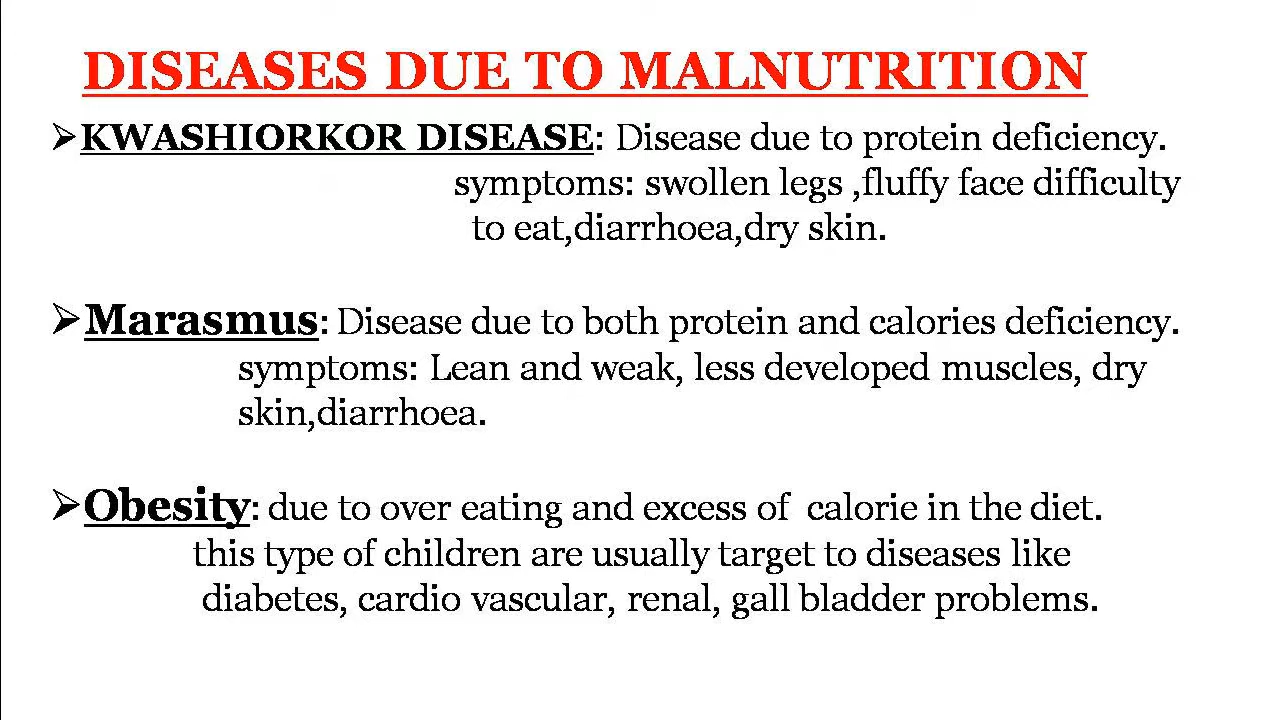 DISEASES DUE TO MALNUTRITION
➢KWASHIORKOR DISEASE: Disease due to protein deficiency.
symptoms: swollen legs ,fluffy face difficulty
to eat,diarrhoea,dry skin.
➢Marasmus: Disease due to both protein and calories deficiency.
symptoms: Lean and weak, less developed muscles, dry
skin,diarrhoea.
➢Obesity: due to over eating and excess of calorie in the diet.
this type of children are usually target to diseases like
diabetes, cardio vascular, renal, gall bladder problems.